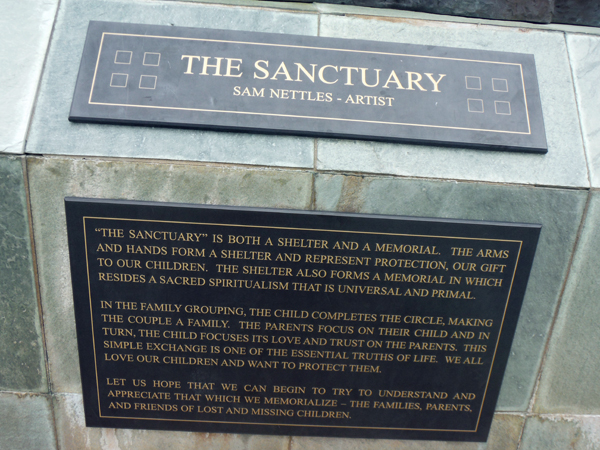 THE SANCTUARY
SAM NETTLES - ARTIST
"THE SANCTUARY" IS BOTH A SHELTER AND A MEMORIAL. THE ARMS
AND HANDS FORM A SHELTER AND REPRESENT PROTECTION, OUR GIFT
TO OUR CHILDREN. THE SHELTER ALSO FORMS A MEMORIAL IN WHICH
RESIDES A SACRED SPIRITUALISM THAT IS UNIVERSAL AND PRIMAL.
IN THE FAMILY GROUPING, THE CHILD COMPLETES THE CIRCLE, MAKING
THE COUPLE A FAMILY. THE PARENTS FOCUS ON THEIR CHILD AND IN
TURN, THE CHILD FOCUSES ITS LOVE AND TRUST ON THE PARENTS. THIS
SIMPLE EXCHANGE IS ONE OF THE ESSENTIAL TRUTHS OF LIFE. WE ALL
LOVE OUR CHILDREN AND WANT TO PROTECT THEM.
LET US HOPE THAT WE CAN BEGIN TO TRY TO UNDERSTAND AND
APPRECIATE THAT WHICH WE MEMORIALIZE – THE FAMILIES, PARENTS,
AND FRIENDS OF LOST AND MISSING CHILDREN.